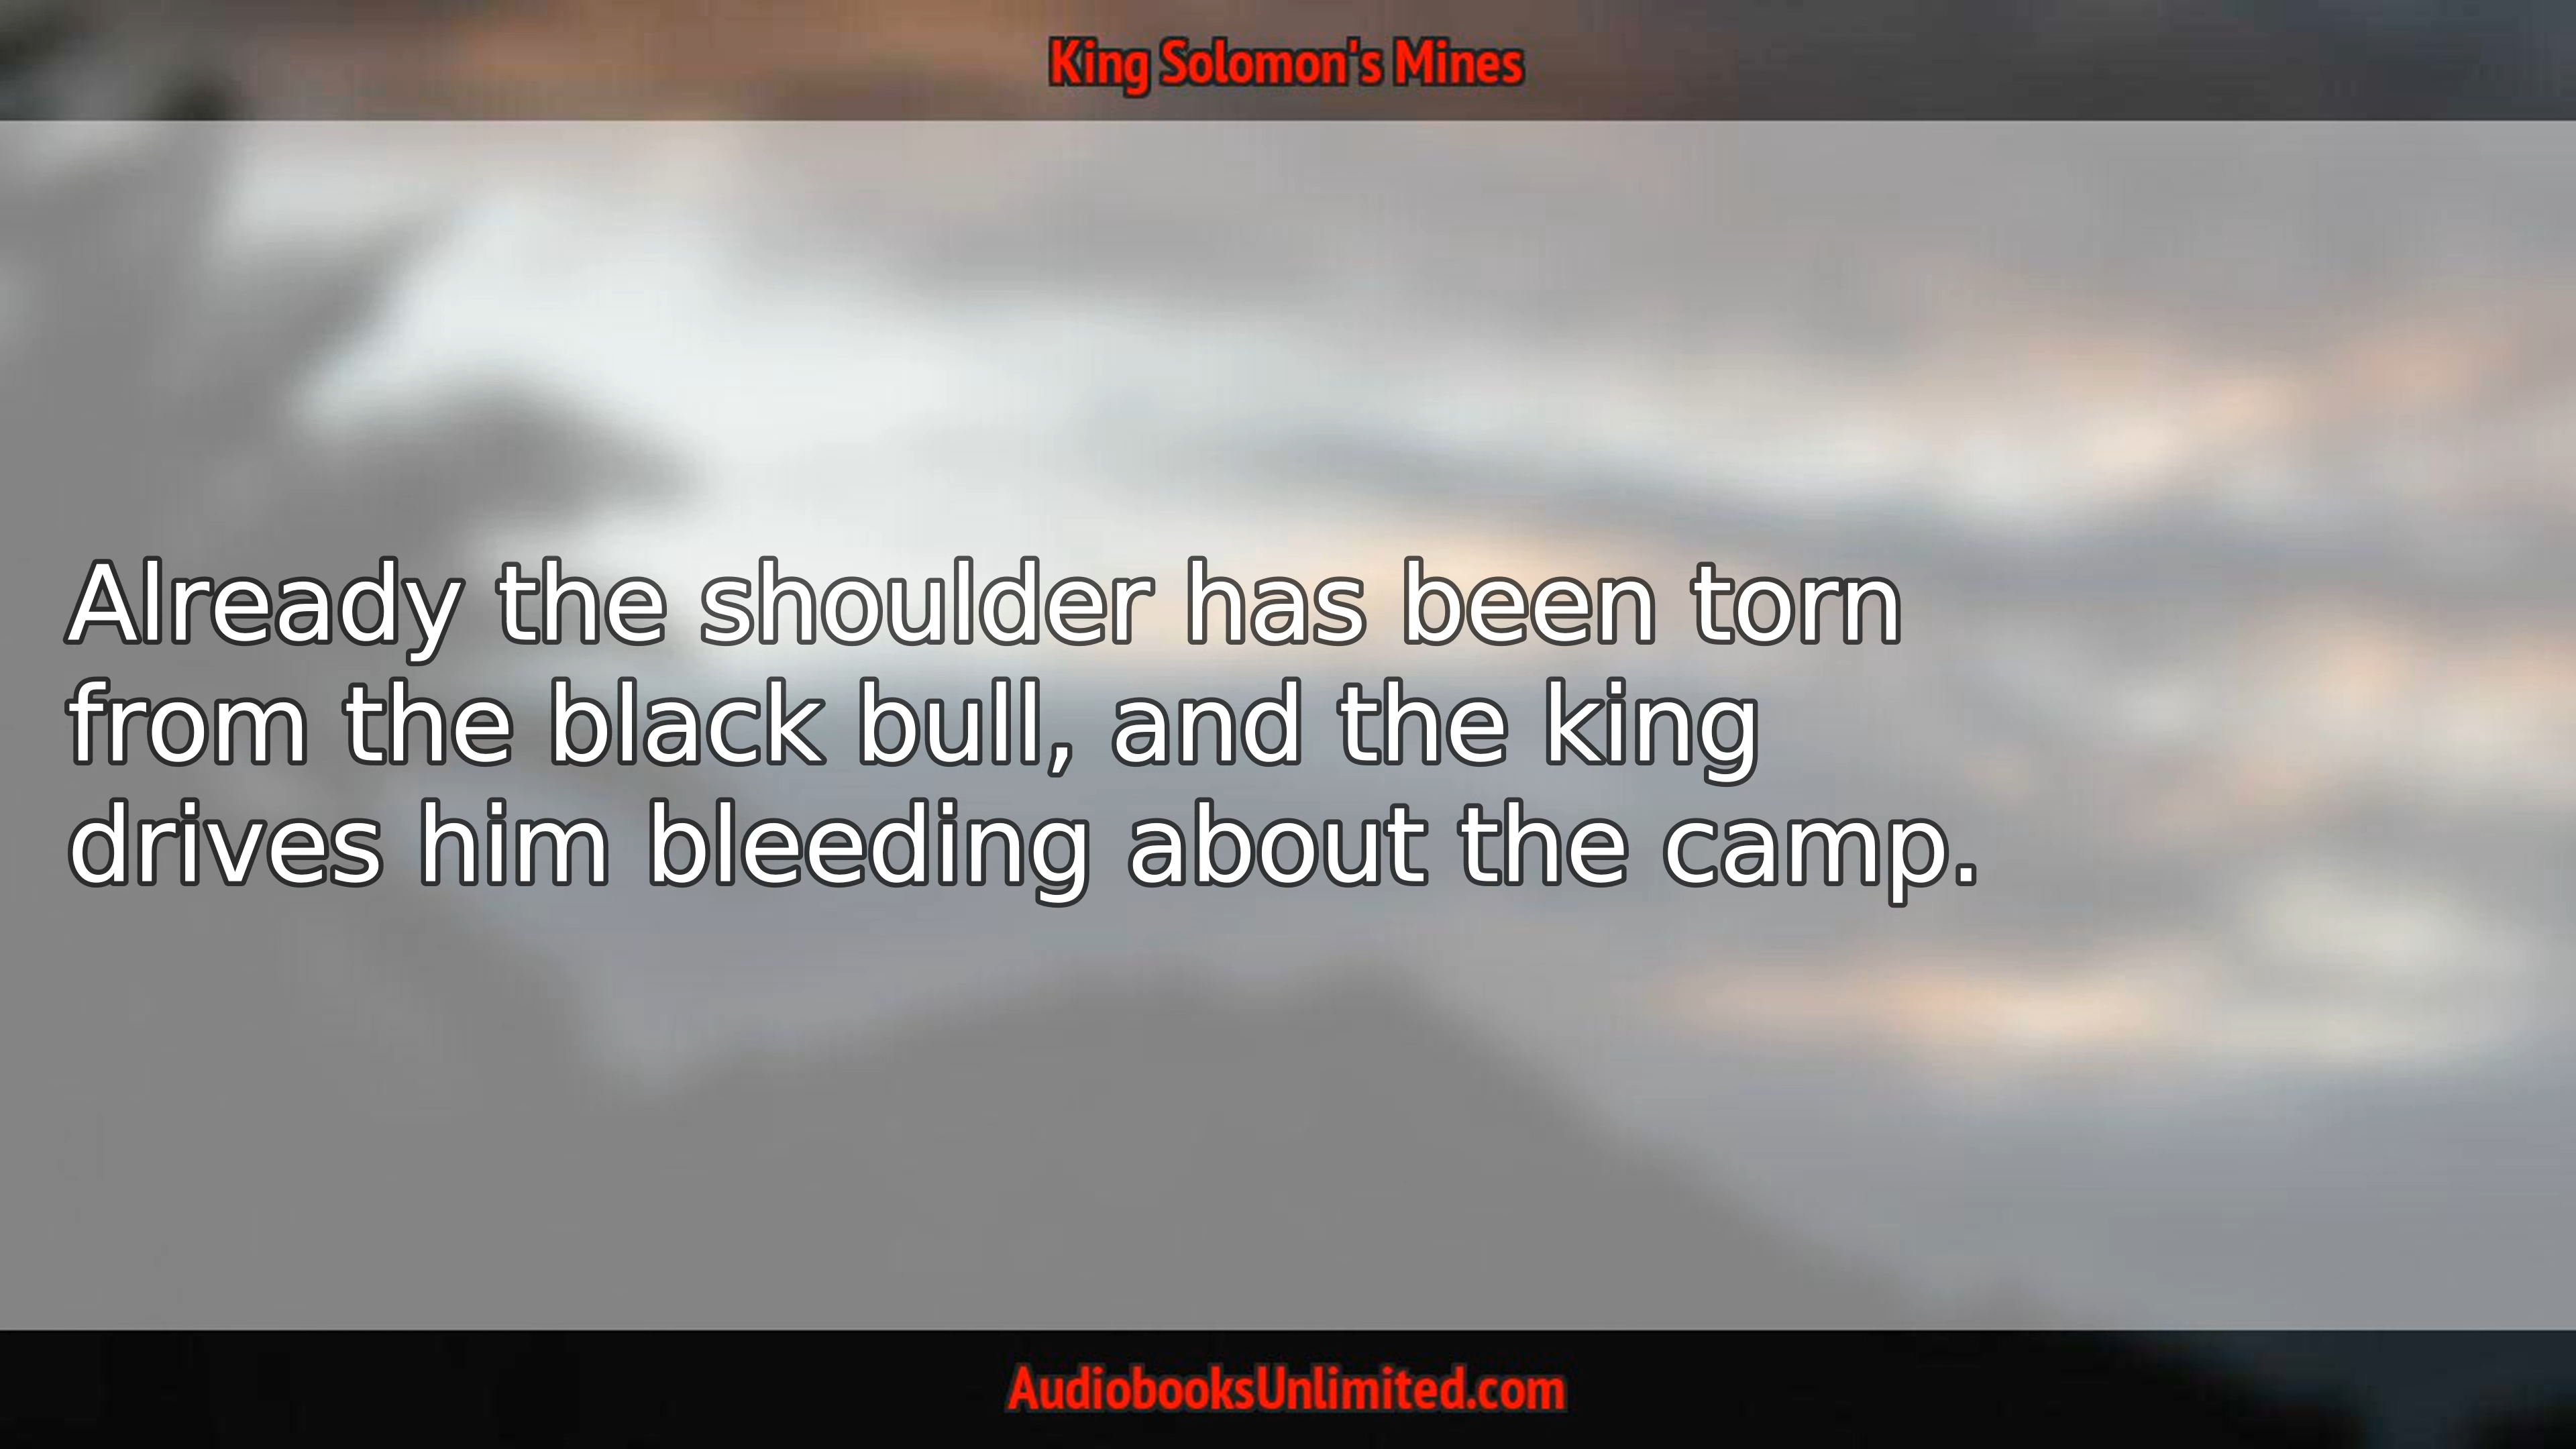 King Solomon's Mines
Already the shoulder has been torn
from the black bull, and the king
drives him bleeding about the camp.
AudiobooksUnlimited.com